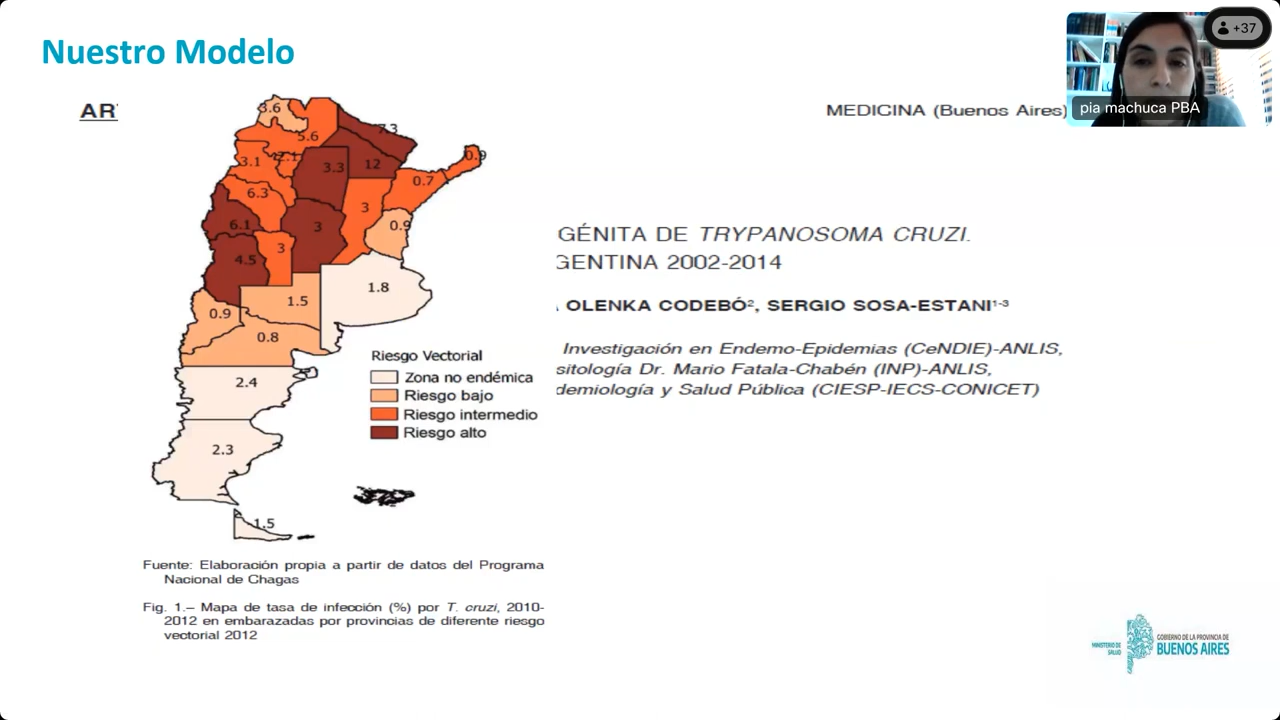 Nuestro Modelo
+37
pia machuca PBA
AR
MEDICINA (Buenos Aires)
3.6
7.3
5.6
0.9
3.1
2.1
3.3
12
0.7
6.3
3
6.1
3
0.9
3
4.5
1.5
1.8
0.9
0.8
2.4
2.3
1.5
Riesgo Vectorial
Zona no endémica
Riesgo bajo
Riesgo intermedio
Riesgo alto
GÉNITA DE TRYPANOSOMA CRUZI.
GENTINA 2002-2014
OLENKA CODEBÓ², SERGIO SOSA-ESTANI¹·³
Investigación en Endemo-Epidemias (CeNDIE)-ANLIS,
sitología Dr. Mario Fatala-Chabén (INP)-ANLIS,
demiología y Salud Pública (CIESP-IECS-CONICET)
Fuente: Elaboración propia a partir de datos del Programa
Nacional de Chagas
Fig. 1.– Mapa de tasa de infección (%) por T. cruzi, 2010-
2012 en embarazadas por provincias de diferente riesgo
vectorial 2012
MINISTERIO DE
SALUD
GOBIERNO DE LA PROVINCIA DE
BUENOS AIRES